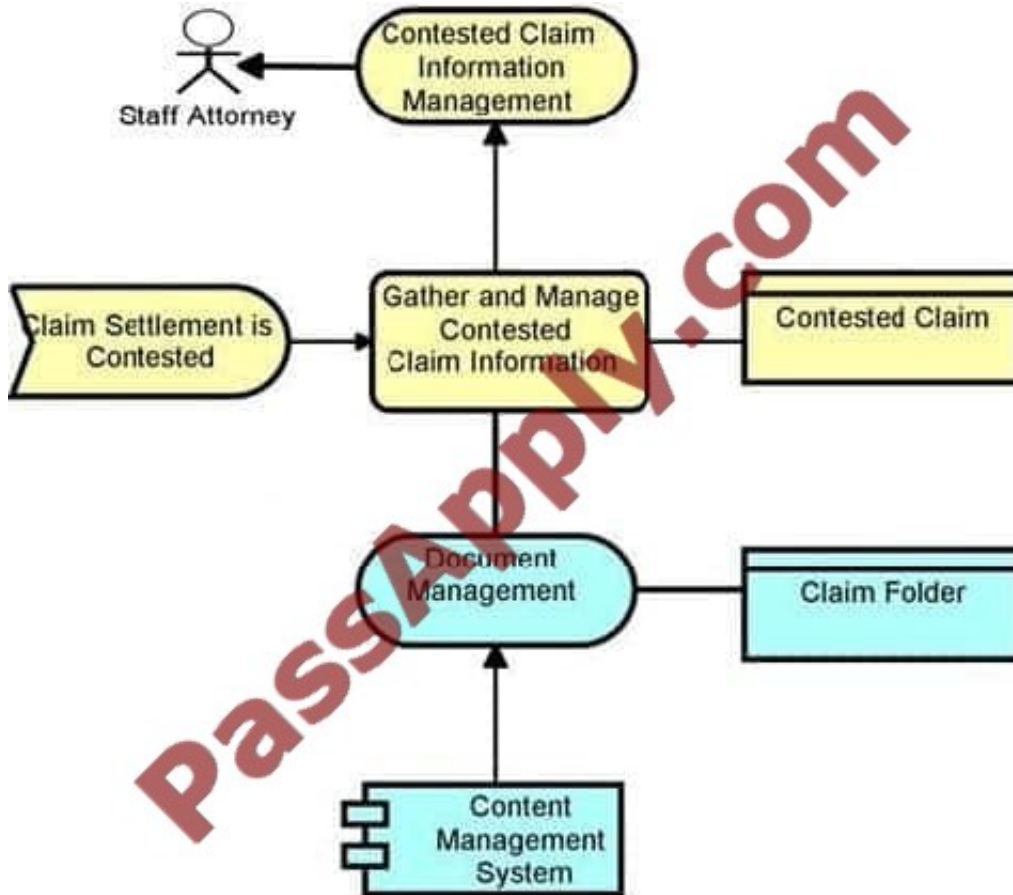 Contested Claim
Information
Management
Staff Attorney
Claim Settlement is
Contested
Gather and Manage
Contested
Claim Information
Contested Claim
Document
Management
Claim Folder
Content
Management
System
PassApply.com